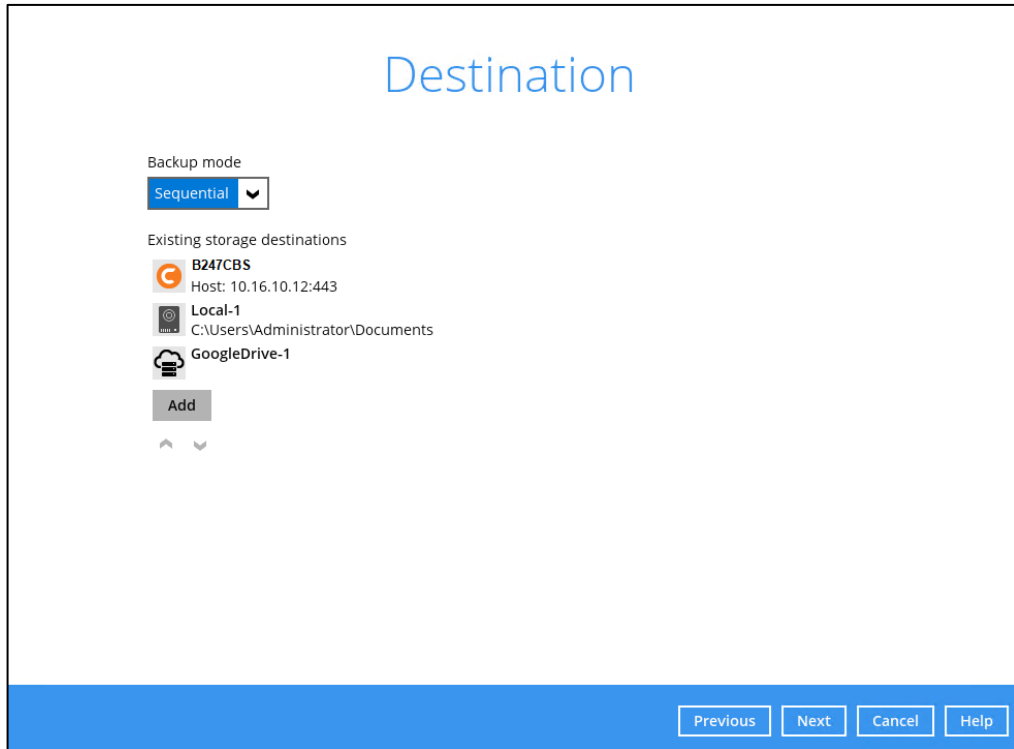 Destination
Backup mode
Sequential
Existing storage destinations
B247CBS
Host: 10.16.10.12:443
Local-1
C:\Users\Administrator\Documents
GoogleDrive-1
Add
Previous Next Cancel Help